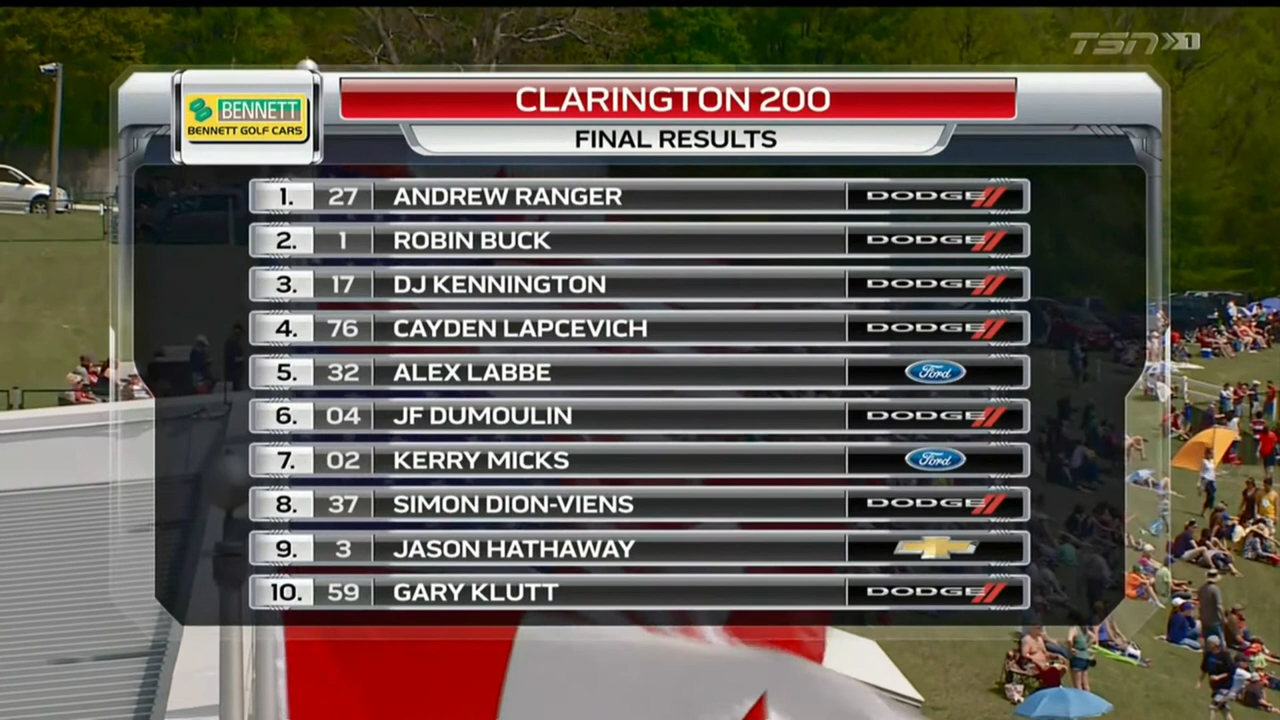 TSN 1
BENNETT
BENNETT GOLF CARS
CLARINGTON 200
FINAL RESULTS
1. 27 ANDREW RANGER DODGE
2. 1 ROBIN BUCK DODGE
3. 17 DJ KENNINGTON DODGE
4. 76 CAYDEN LAPCEVICH DODGE
5. 32 ALEX LABBE Ford
6. 04 JF DUMOULIN DODGE
7. 02 KERRY MICKS Ford
8. 37 SIMON DION-VIENS DODGE
9. 3 JASON HATHAWAY
10. 59 GARY KLUTT DODGE